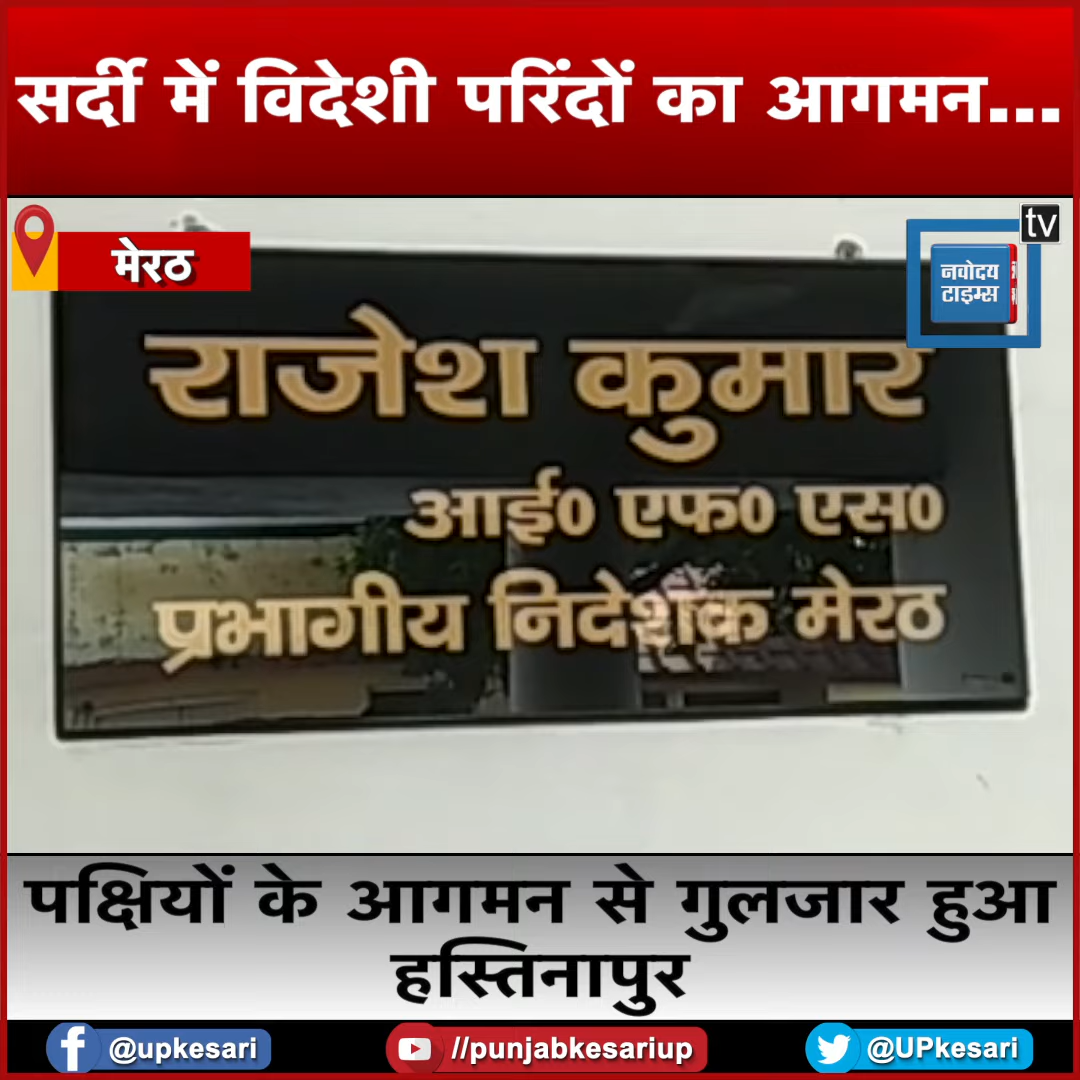 सर्दी में विदेशी परिंदों का आगमन...
मेरठ
tv
नवोदय
टाइम्स
राजेश कुमार
आई० एफ० एस०
प्रभागीय निदेशक मेरठ
पक्षियों के आगमन से गुलजार हुआ
हस्तिनापुर
@upkesari
//punjabkesariup
@UPkesari